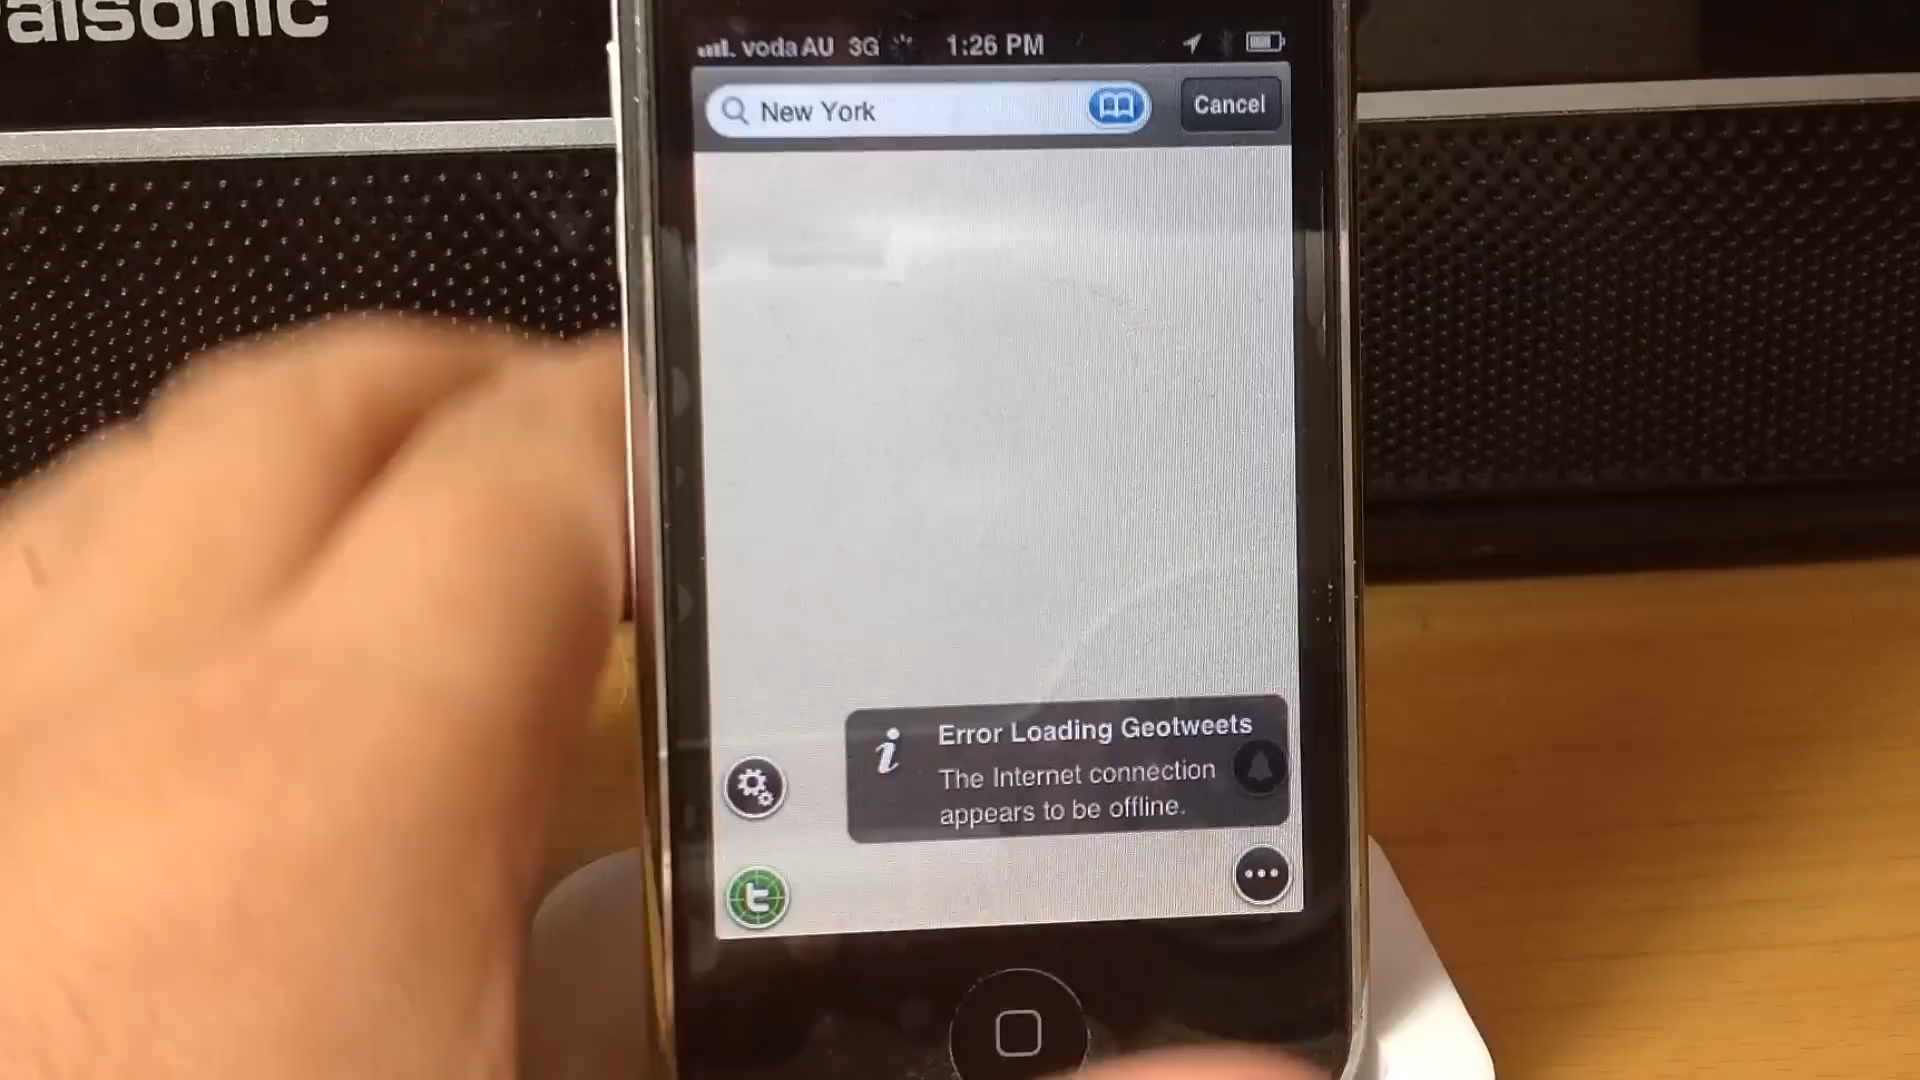 voda AU 3G 1:26 PM
New York
Cancel
Error Loading Geotweets
The Internet connection
appears to be offline.